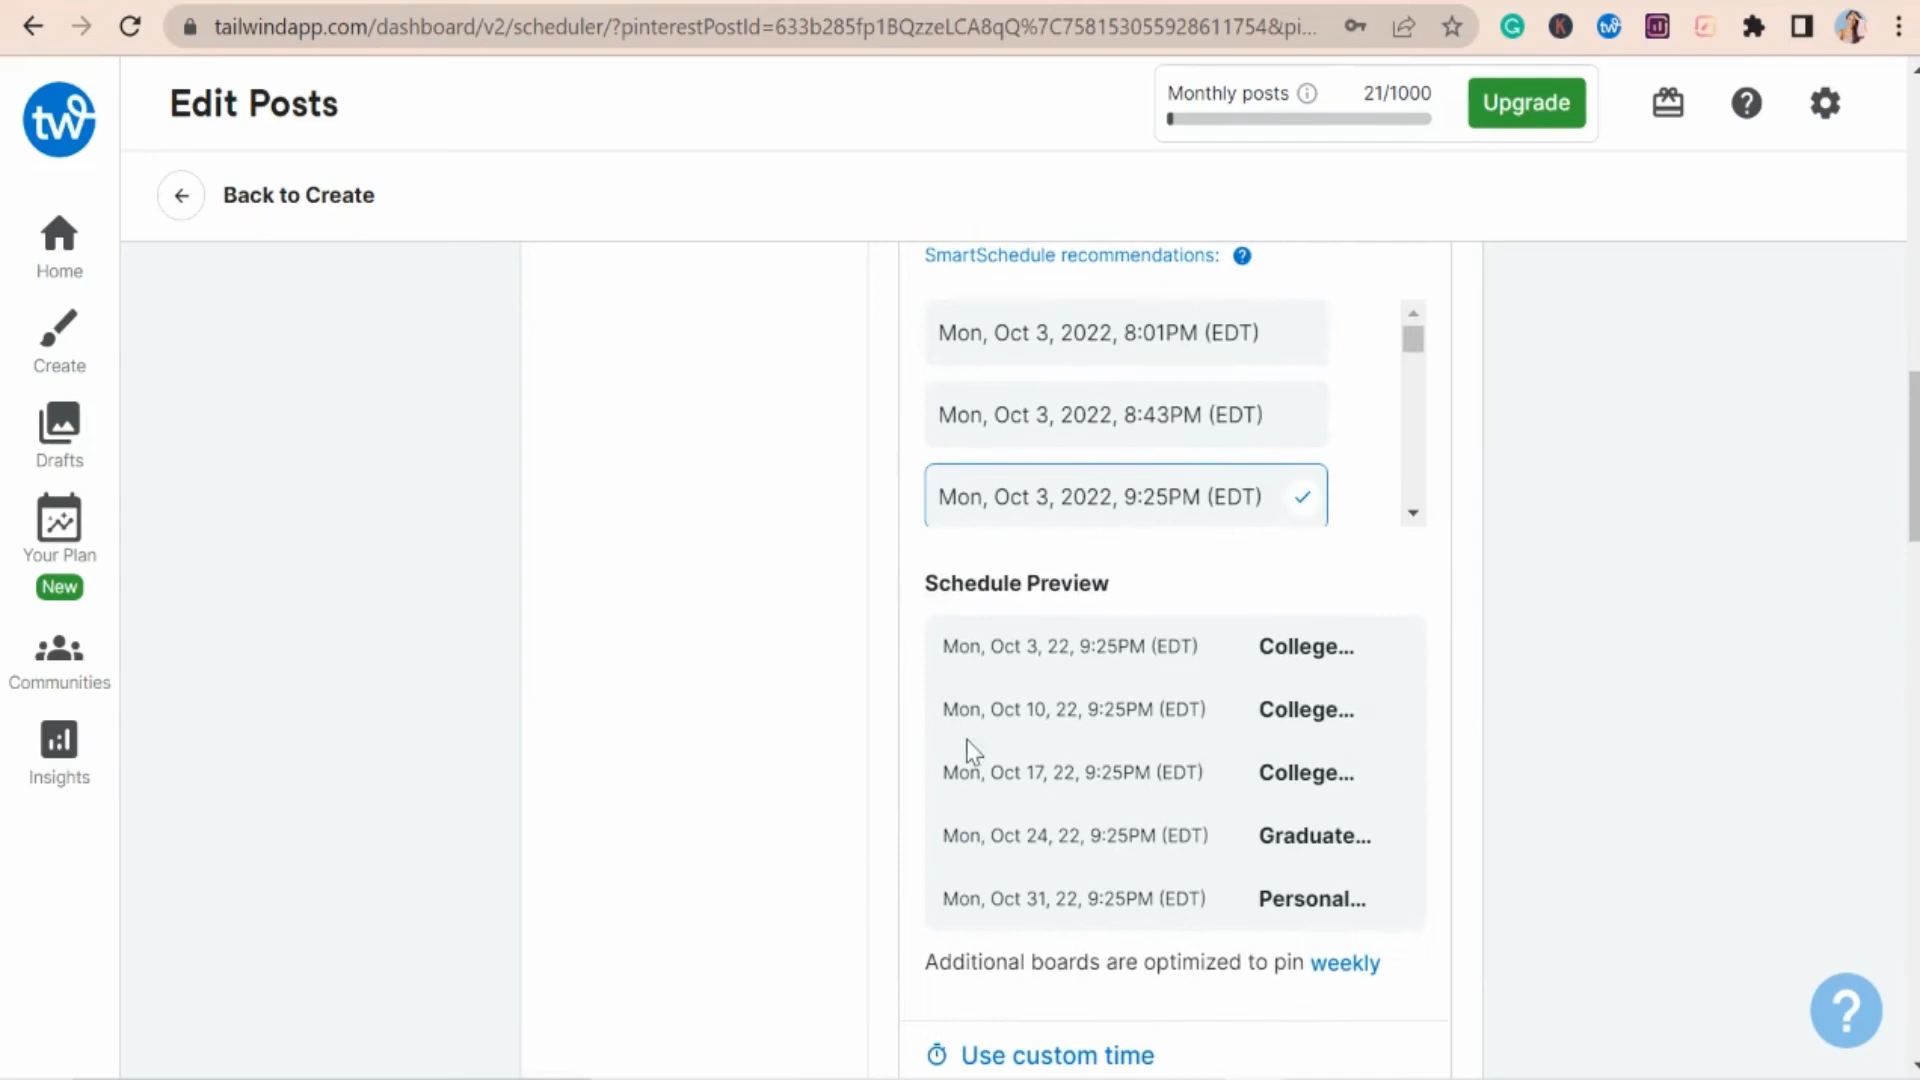 tailwindapp.com/dashboard/v2/scheduler/?pinterestPostId=633b285fp1BQzzeLCA8qQ%7C758153055928611754&pi...
tw
Edit Posts
Monthly posts 21/1000
Upgrade
Back to Create
Home
Create
Drafts
Your Plan
New
Communities
Insights
SmartSchedule recommendations:
Mon, Oct 3, 2022, 8:01PM (EDT)
Mon, Oct 3, 2022, 8:43PM (EDT)
Mon, Oct 3, 2022, 9:25PM (EDT)
Schedule Preview
Mon, Oct 3, 22, 9:25PM (EDT) College...
Mon, Oct 10, 22, 9:25PM (EDT) College...
Mon, Oct 17, 22, 9:25PM (EDT) College...
Mon, Oct 24, 22, 9:25PM (EDT) Graduate...
Mon, Oct 31, 22, 9:25PM (EDT) Personal...
Additional boards are optimized to pin weekly
Use custom time